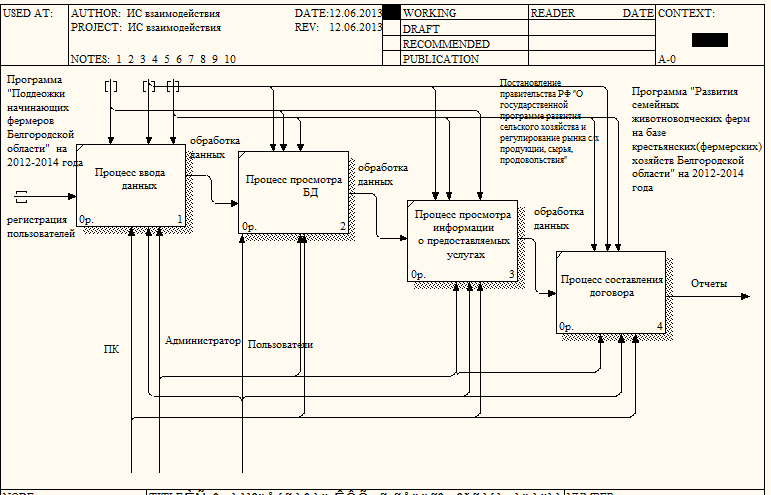 USED AT:
AUTHOR: ИС взаимодействия
DATE:12.06.2013
PROJECT: ИС взаимодействия
REV: 12.06.2013
NOTES: 1 2 3 4 5 6 7 8 9 10
WORKING
DRAFT
RECOMMENDED
PUBLICATION
READER
DATE
CONTEXT:
A-0
Программа
"Поддеожки
начинающих
фермеров
Белгородской
области" на
2012-2014 года
регистрация
пользователей
Процесс ввода
данных
0р.
1
обработка
данных
Процесс просмотра
БД
0р.
2
обработка
данных
Процесс просмотра
информации
о предоставляемых
услугах
0р.
3
Постановление
правительства РФ "О
государственной
программе развития
сельского хозяйства и
регулирование рынка с/х
продукции, сырья,
продовольствия"
обработка
данных
Программа "Развития
семейных
животноводческих ферм
на базе
крестьянских(фермерских)
хозяйств Белгородской
области" на 2012-2014
года
Процесс составления
договора
0р.
4
Отчеты
ПК
Администратор
Пользователи